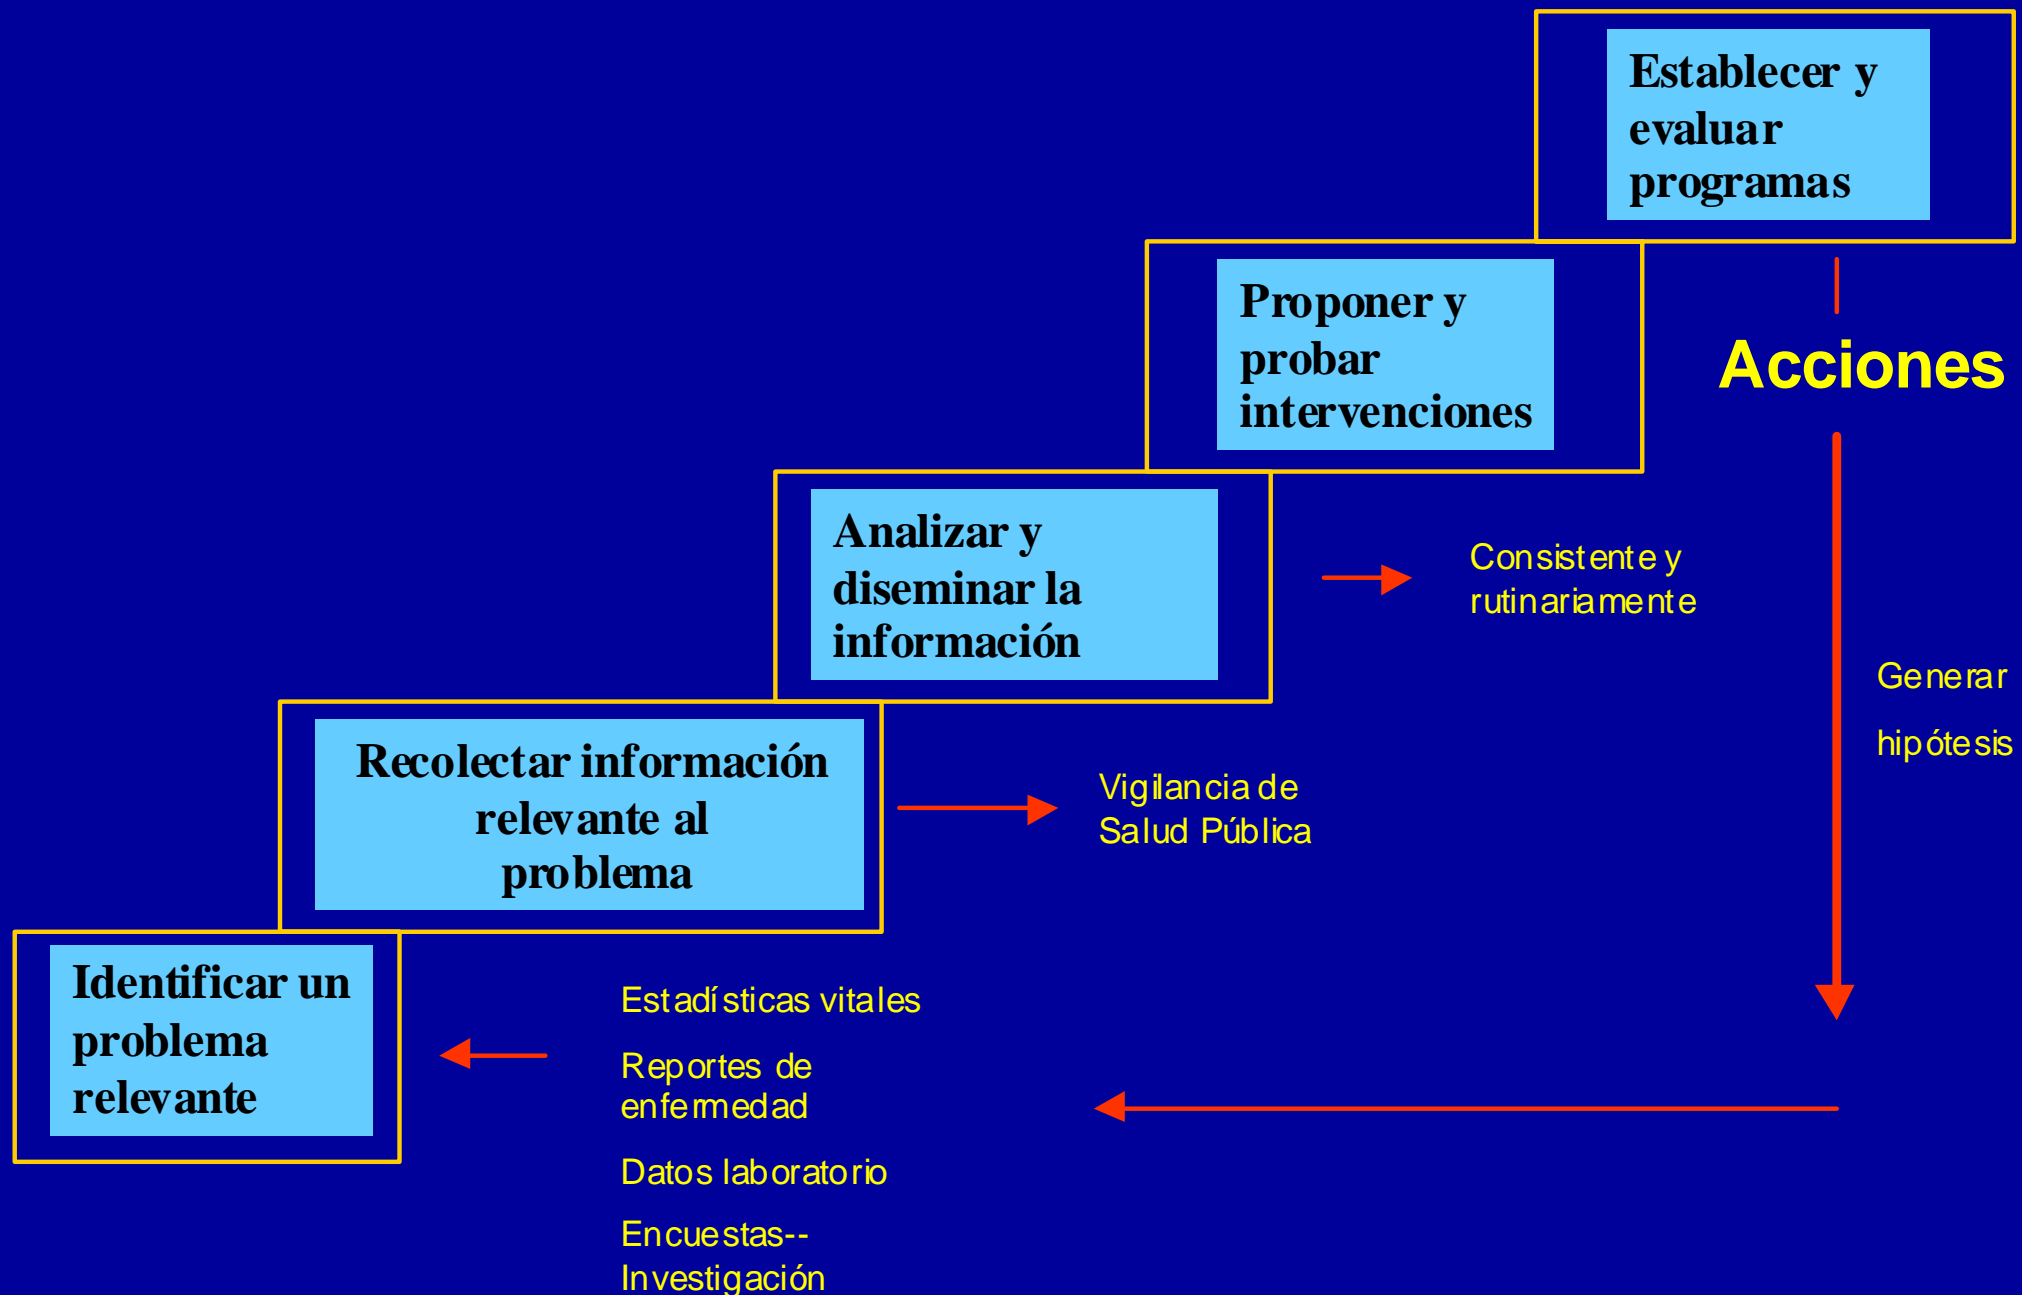 Establecer y
evaluar
programas
Proponer y
probar
intervenciones
Acciones
Analizar y
diseminar la
información
Consistente y
rutinariamente
Generar
hipótesis
Recolectar información
relevante al
problema
Vigilancia de
Salud Pública
Identificar un
problema
relevante
Estadísticas vitales
Reportes de
enfermedad
Datos laboratorio
Encuestas--
Investigación